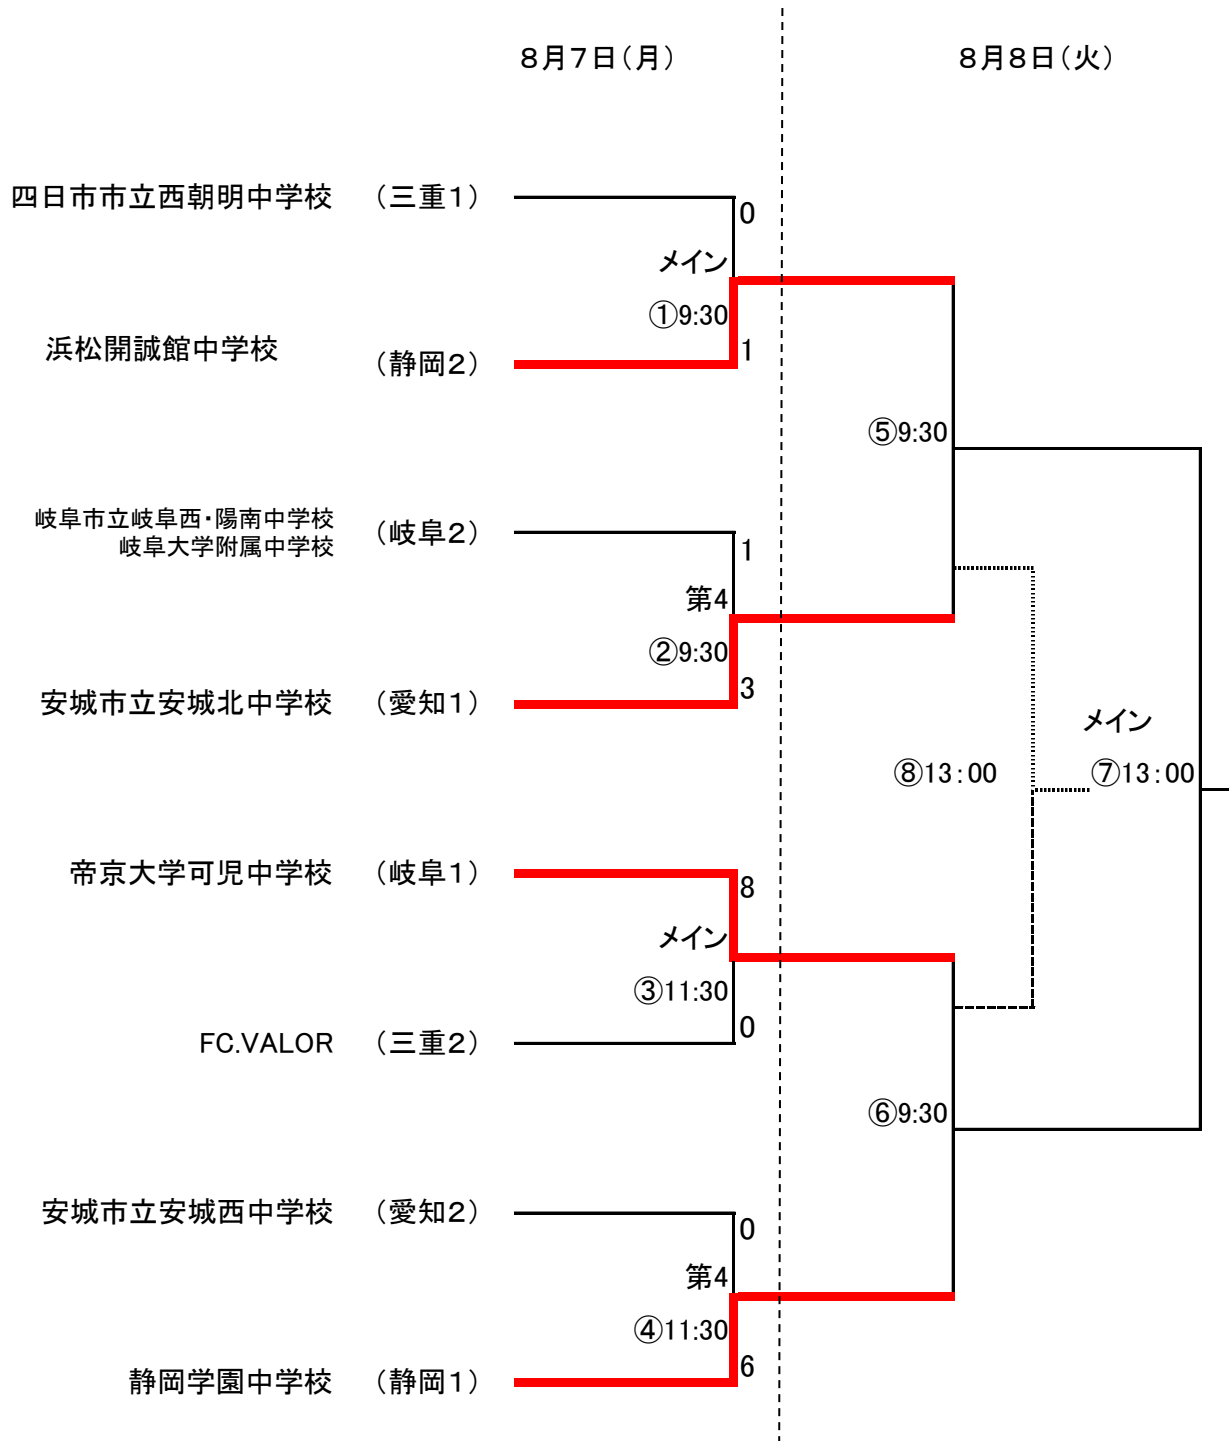 ８月７日（月）
８月８日（火）
四日市市立西朝明中学校 （三重１）
0
メイン
①9:30
浜松開誠館中学校 （静岡２）
1
⑤9:30
岐阜市立岐阜西・陽南中学校
岐阜大学附属中学校
（岐阜２）
1
第4
②9:30
安城市立安城北中学校 （愛知１）
3
メイン
⑧13：00
⑦13：00
帝京大学可児中学校 （岐阜１）
8
メイン
③11:30
FC.VALOR （三重２）
0
⑥9:30
安城市立安城西中学校 （愛知２）
0
第4
④11:30
静岡学園中学校 （静岡１）
6